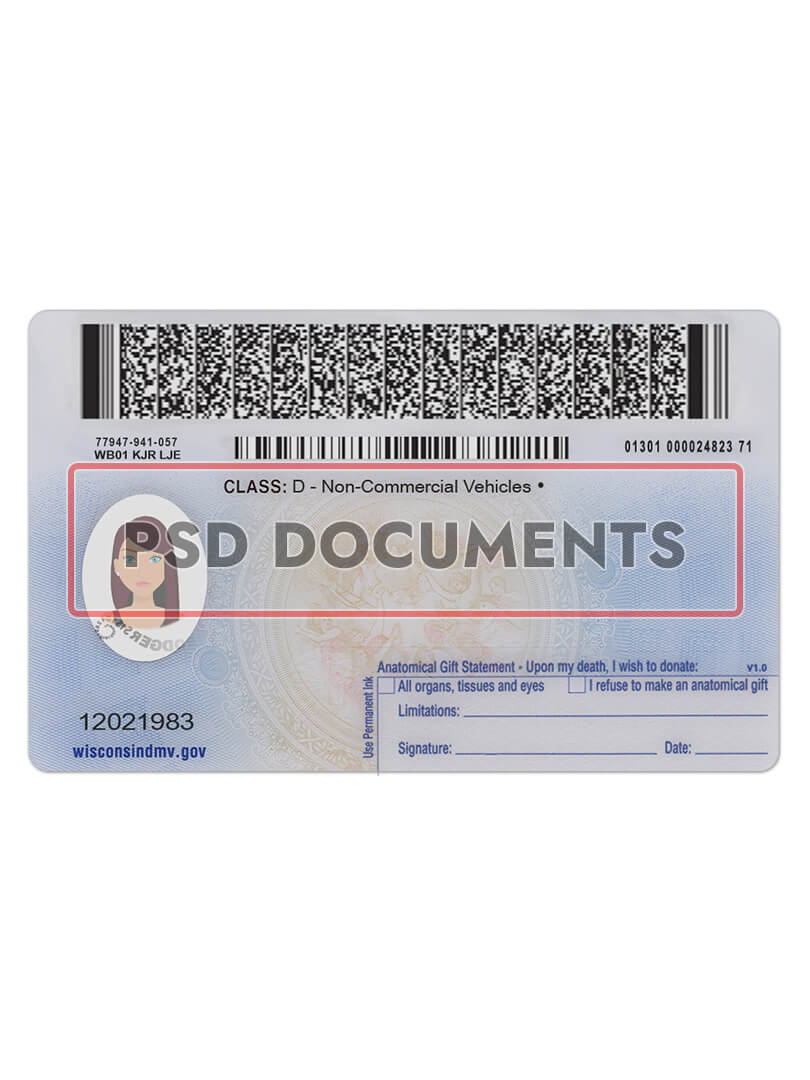 77947-941-057
WB01 KJR LJE
01301 000024823 71
CLASS: D - Non-Commercial Vehicles •
PSD DOCUMENTS
Anatomical Gift Statement - Upon my death, I wish to donate: v1.0
All organs, tissues and eyes
I refuse to make an anatomical gift
Limitations:
Use Permanent Ink
Signature:
Date:
12021983
wisconsindmv.gov